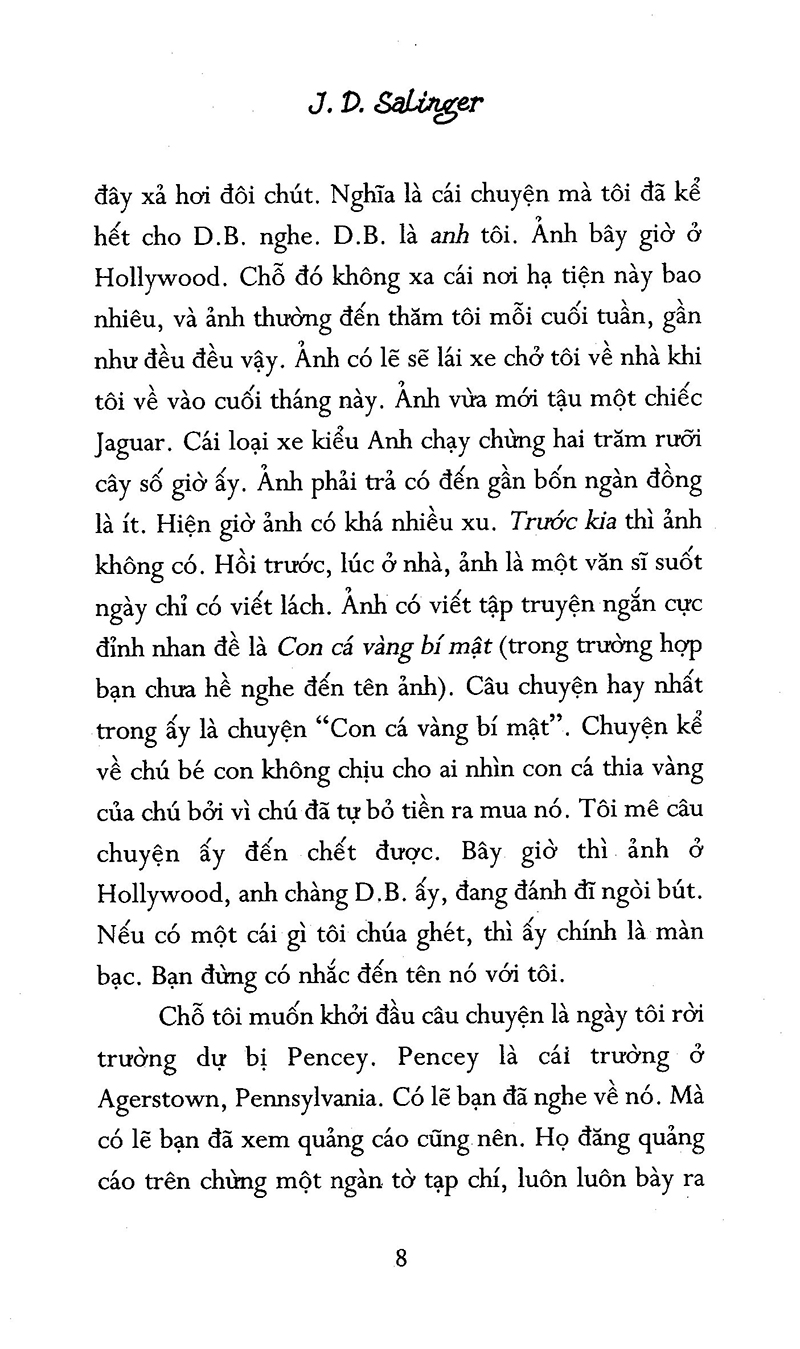 J. D. Salinger
đây xả hơi đôi chút. Nghĩa là cái chuyện mà tôi đã kể
hết cho D.B. nghe. D.B. là anh tôi. Ảnh bây giờ ở
Hollywood. Chỗ đó không xa cái nơi hạ tiện này bao
nhiêu, và ảnh thường đến thăm tôi mỗi cuối tuần, gần
như đều đều vậy. Ảnh có lẽ sẽ lái xe chở tôi về nhà khi
tôi về vào cuối tháng này. Ảnh vừa mới tậu một chiếc
Jaguar. Cái loại xe kiểu Anh chạy chừng hai trăm rưỡi
cây số giờ ấy. Ảnh phải trả có đến gần bốn ngàn đồng
là ít. Hiện giờ ảnh có khá nhiều xu. Trước kia thì ảnh
không có. Hồi trước, lúc ở nhà, ảnh là một văn sĩ suốt
ngày chỉ có viết lách. Ảnh có viết tập truyện ngắn cực
đỉnh nhan đề là Con cá vàng bí mật (trong trường hợp
bạn chưa hề nghe đến tên ảnh). Câu chuyện hay nhất
trong ấy là chuyện “Con cá vàng bí mật”. Chuyện kể
về chú bé con không chịu cho ai nhìn con cá thia vàng
của chú bởi vì chú đã tự bỏ tiền ra mua nó. Tôi mê câu
chuyện ấy đến chết được. Bây giờ thì ảnh ở
Hollywood, anh chàng D.B. ấy, đang đánh đĩ ngòi bút.
Nếu có một cái gì tôi chúa ghét, thì ấy chính là màn
bạc. Bạn đừng có nhắc đến tên nó với tôi.
Chỗ tôi muốn khởi đầu câu chuyện là ngày tôi rời
trường dự bị Pencey. Pencey là cái trường ở
Agerstown, Pennsylvania. Có lẽ bạn đã nghe về nó. Mà
có lẽ bạn đã xem quảng cáo cũng nên. Họ đăng quảng
cáo trên chừng một ngàn tờ tạp chí, luôn luôn bày ra
8